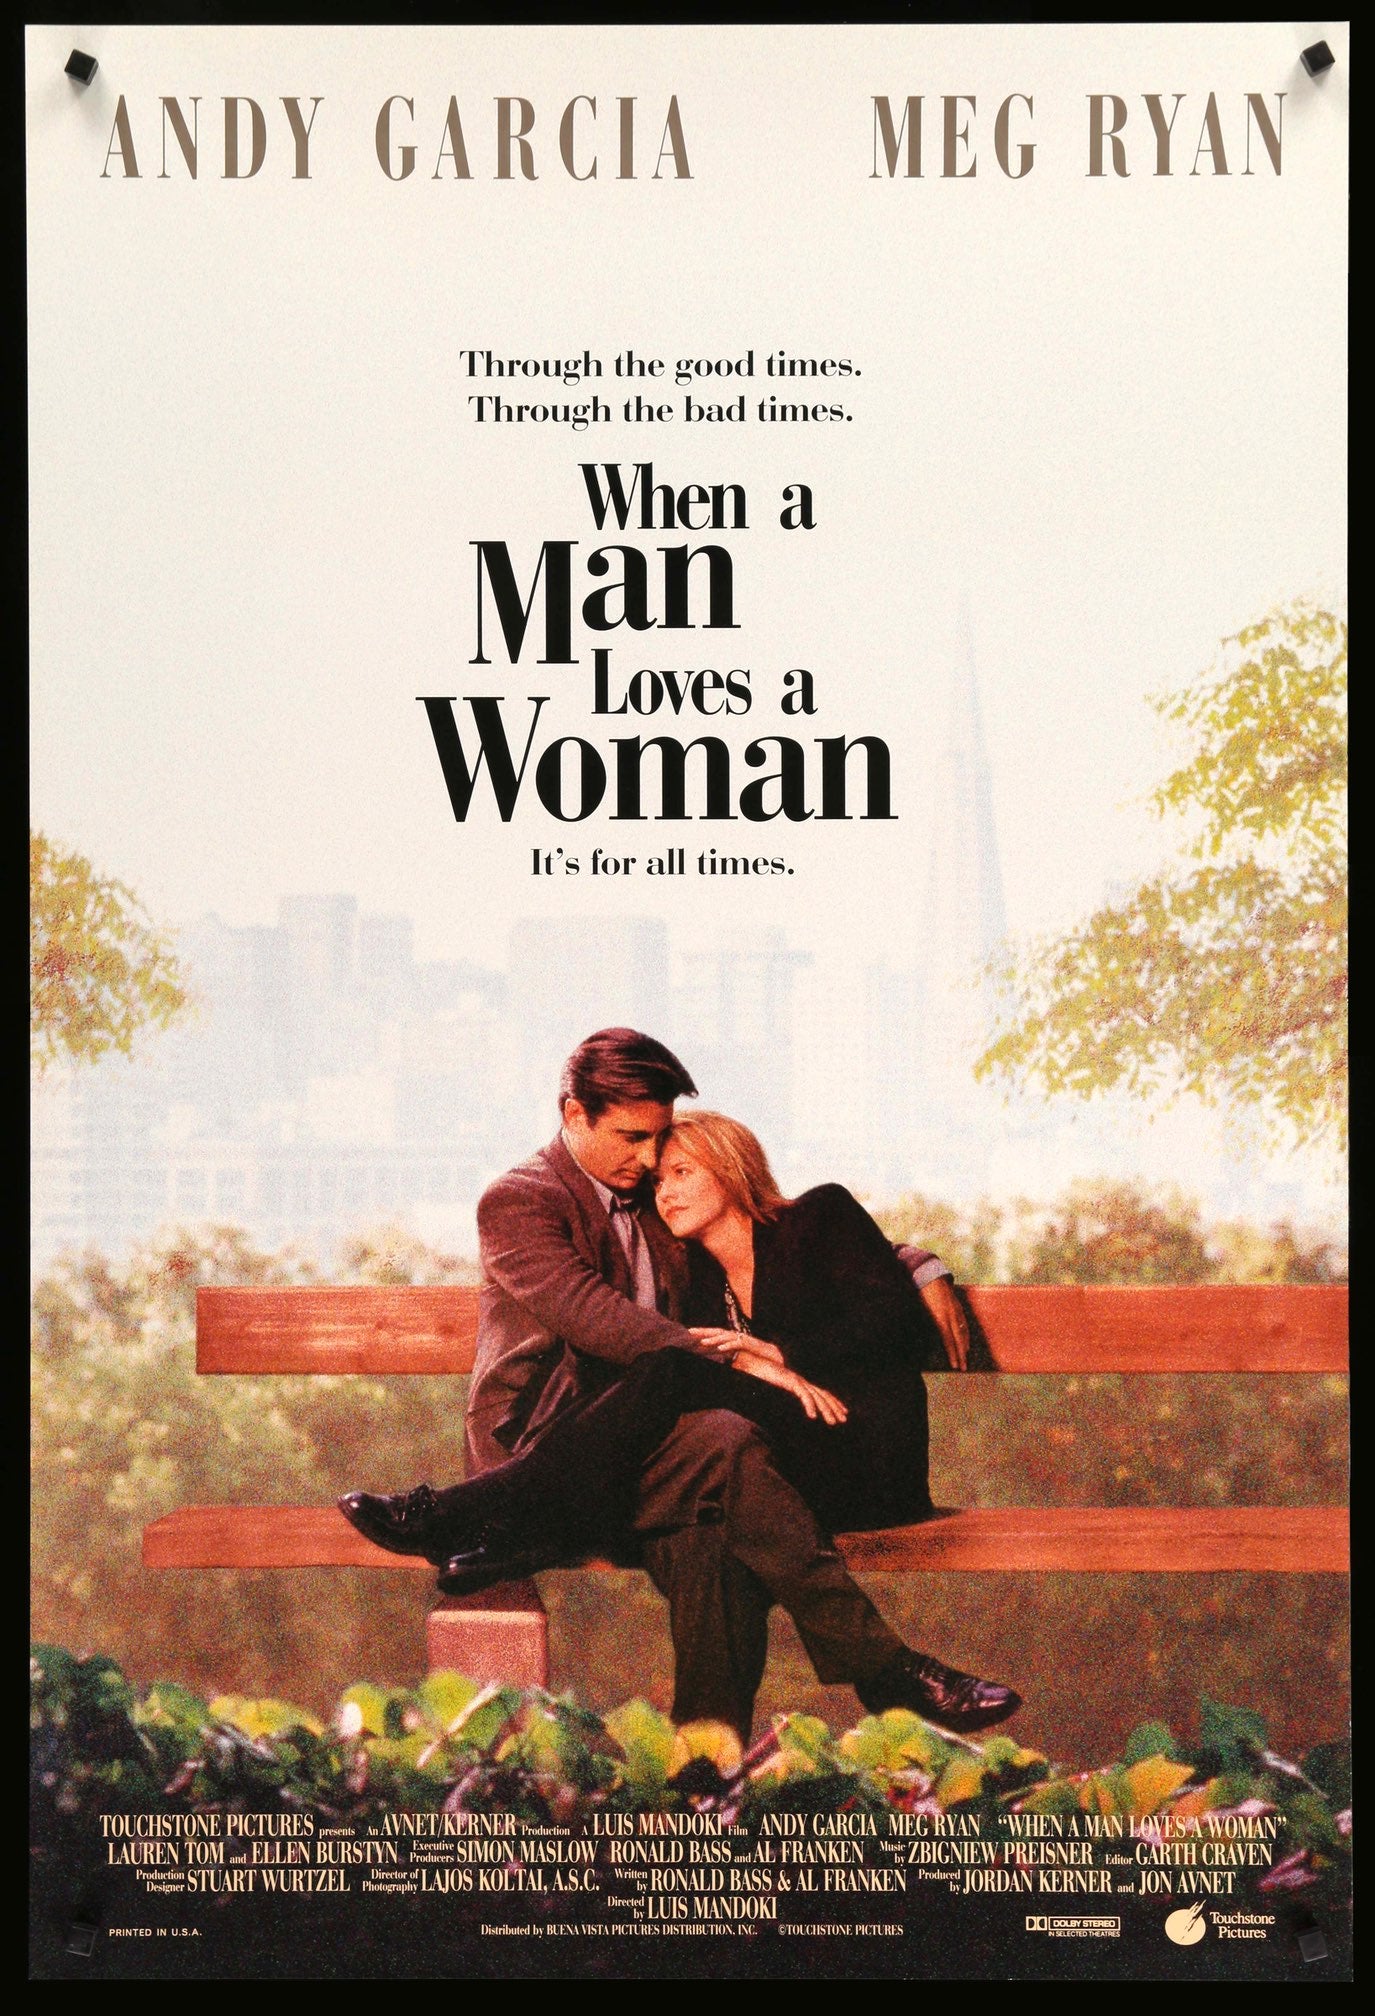 ANDY GARCIA MEG RYAN
Through the good times.
Through the bad times.
When a
Man
Loves a
Woman
It's for all times.
TOUCHSTONE PICTURES presents An AVNET/KERNER Production A LUIS MANDOKI Film ANDY GARCIA MEG RYAN "WHEN A MAN LOVES A WOMAN"
LAUREN TOM and ELLEN BURSTYN Executive Producers SIMON MASLOW RONALD BASS and AL FRANKEN Music by ZBIGNIEW PREISNER Editor GARTH CRAVEN
Production Designer STUART WURTZEL Director of Photography LAJOS KOLTAI, A.S.C. Written by RONALD BASS & AL FRANKEN Produced by JORDAN KERNER and JON AVNET
Directed by LUIS MANDOKI
PRINTED IN U.S.A. Distributed by BUENA VISTA PICTURES DISTRIBUTION, INC. ©TOUCHSTONE PICTURES
DOLBY STEREO
IN SELECTED THEATRES
Touchstone
Pictures